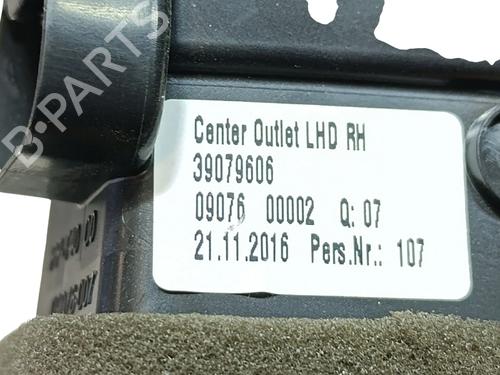 B-PARTS
Center Outlet LHD RH
39079606
09076 00002 Q: 07
21.11.2016 Pers.Nr.: 107